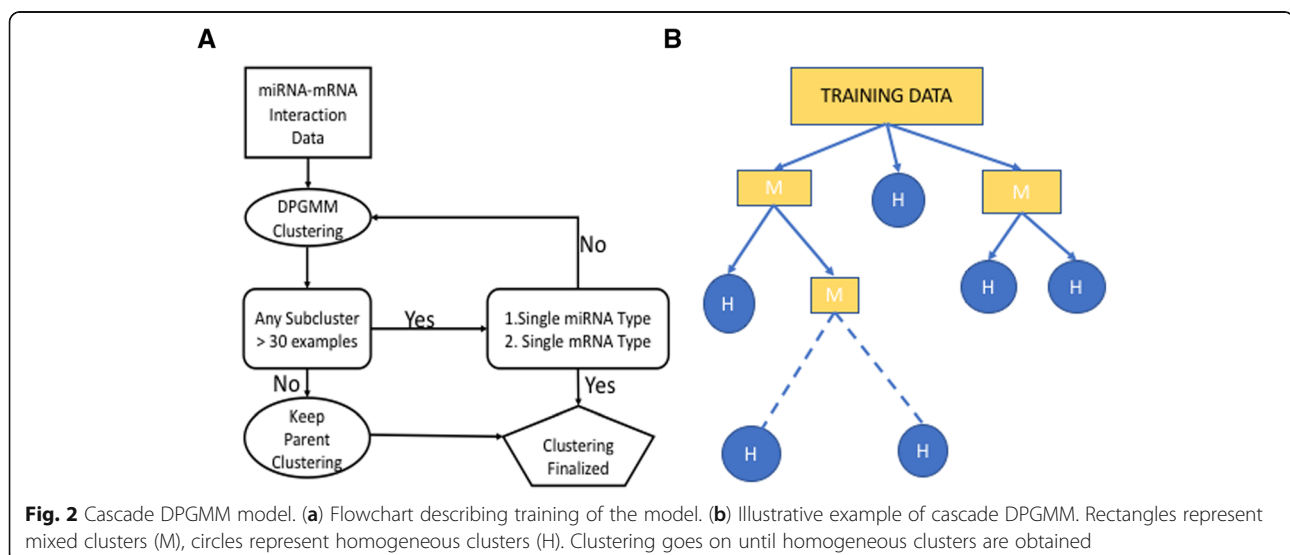 A
miRNA-mRNA
Interaction
Data
DPGMM
Clustering
No
Any Subcluster
> 30 examples
Yes
1.Single miRNA Type
2. Single mRNA Type
No
Yes
Keep
Parent
Clustering
Clustering
Finalized
B
TRAINING DATA
M
H
M
H
M
H
H
H
H
Fig. 2 Cascade DPGMM model. (a) Flowchart describing training of the model. (b) Illustrative example of cascade DPGMM. Rectangles represent
mixed clusters (M), circles represent homogeneous clusters (H). Clustering goes on until homogeneous clusters are obtained